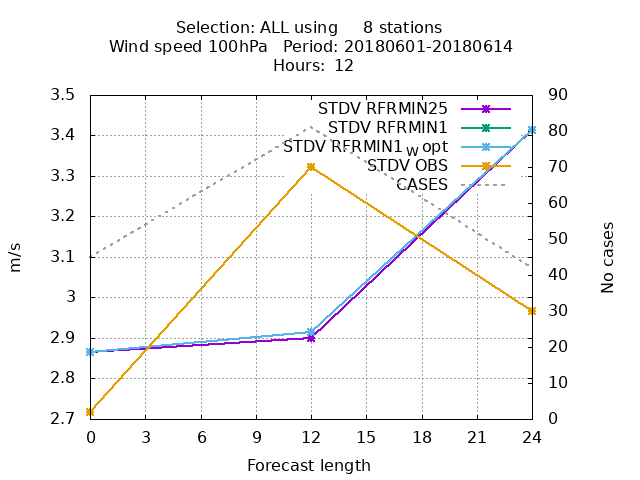 Selection: ALL using     8 stations
Wind speed 100hPa   Period: 20180601-20180614
Hours: 12
3.5
3.4
3.3
3.2
3.1
3
2.9
2.8
2.7
m/s
STDV RFRMIN25
STDV RFRMIN1
STDV RFRMIN1 w opt
STDV OBS
CASES
90
80
70
60
50
40
30
20
10
0
No cases
0 3 6 9 12 15 18 21 24
Forecast length